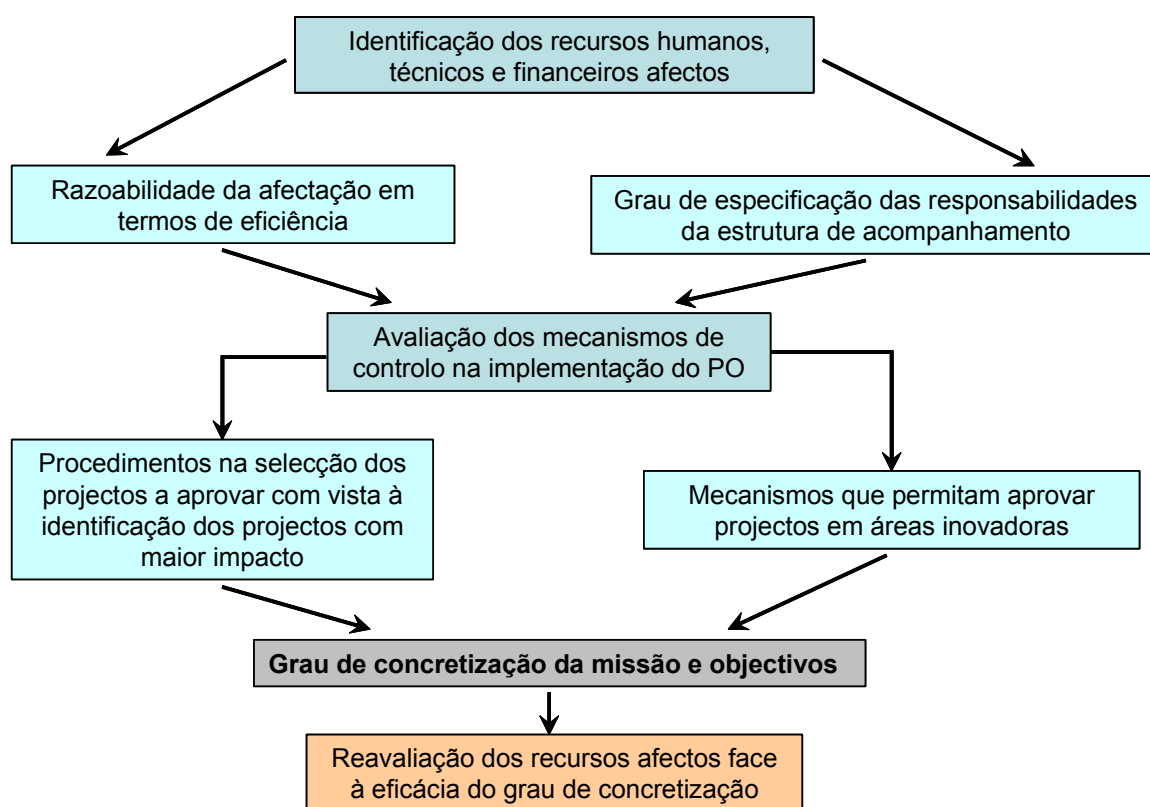 Identificação dos recursos humanos,
técnicos e financeiros afectos
Razoabilidade da afectação em
termos de eficiência
Grau de especificação das responsabilidades
da estrutura de acompanhamento
Avaliação dos mecanismos de
controlo na implementação do PO
Procedimentos na selecção dos
projectos a aprovar com vista à
identificação dos projectos com
maior impacto
Mecanismos que permitam aprovar
projectos em áreas inovadoras
Grau de concretização da missão e objectivos
Reavaliação dos recursos afectos face
à eficácia do grau de concretização